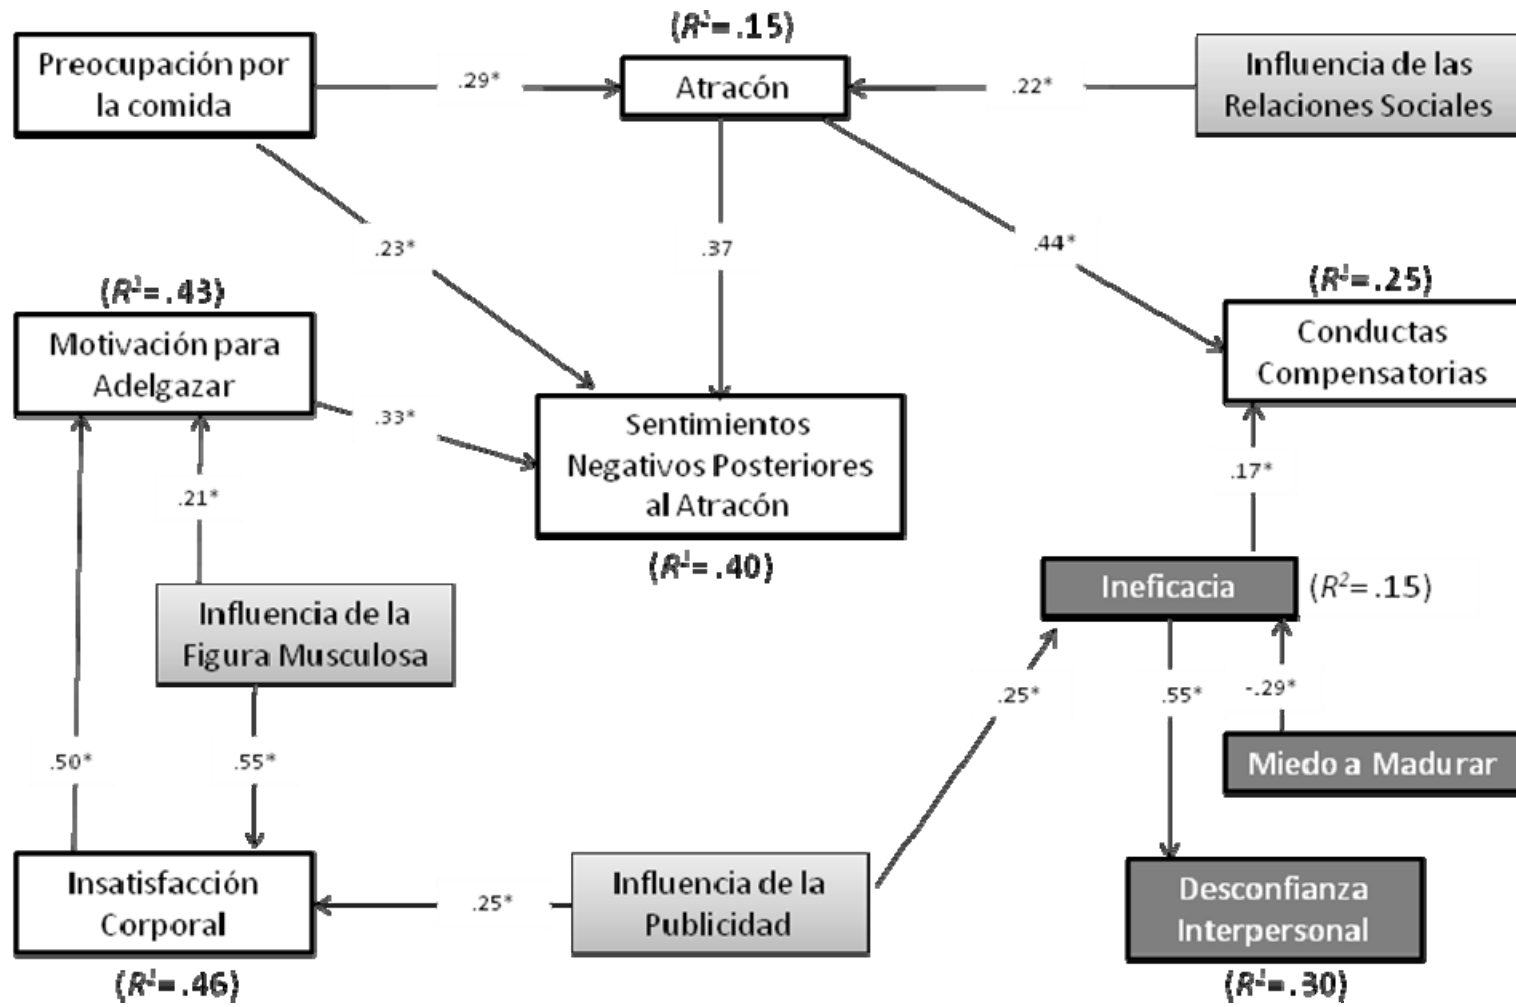 (R²= .15)
Preocupación por
la comida
.29*
Atracón
.22*
Influencia de las
Relaciones Sociales
.23*
.37
.44*
(R²= .43)
Motivación para
Adelgazar
(R²= .25)
Conductas
Compensatorias
.33*
Sentimientos
Negativos Posteriores
al Atracón
(R²= .40)
.21*
.17*
Influencia de la
Figura Musculosa
Ineficacia
(R²= .15)
.50*
.55*
.25*
.55*
-.29*
Miedo a Madurar
Insatisfacción
Corporal
(R²= .46)
.25*
Influencia de la
Publicidad
Desconfianza
Interpersonal
(R²= .30)